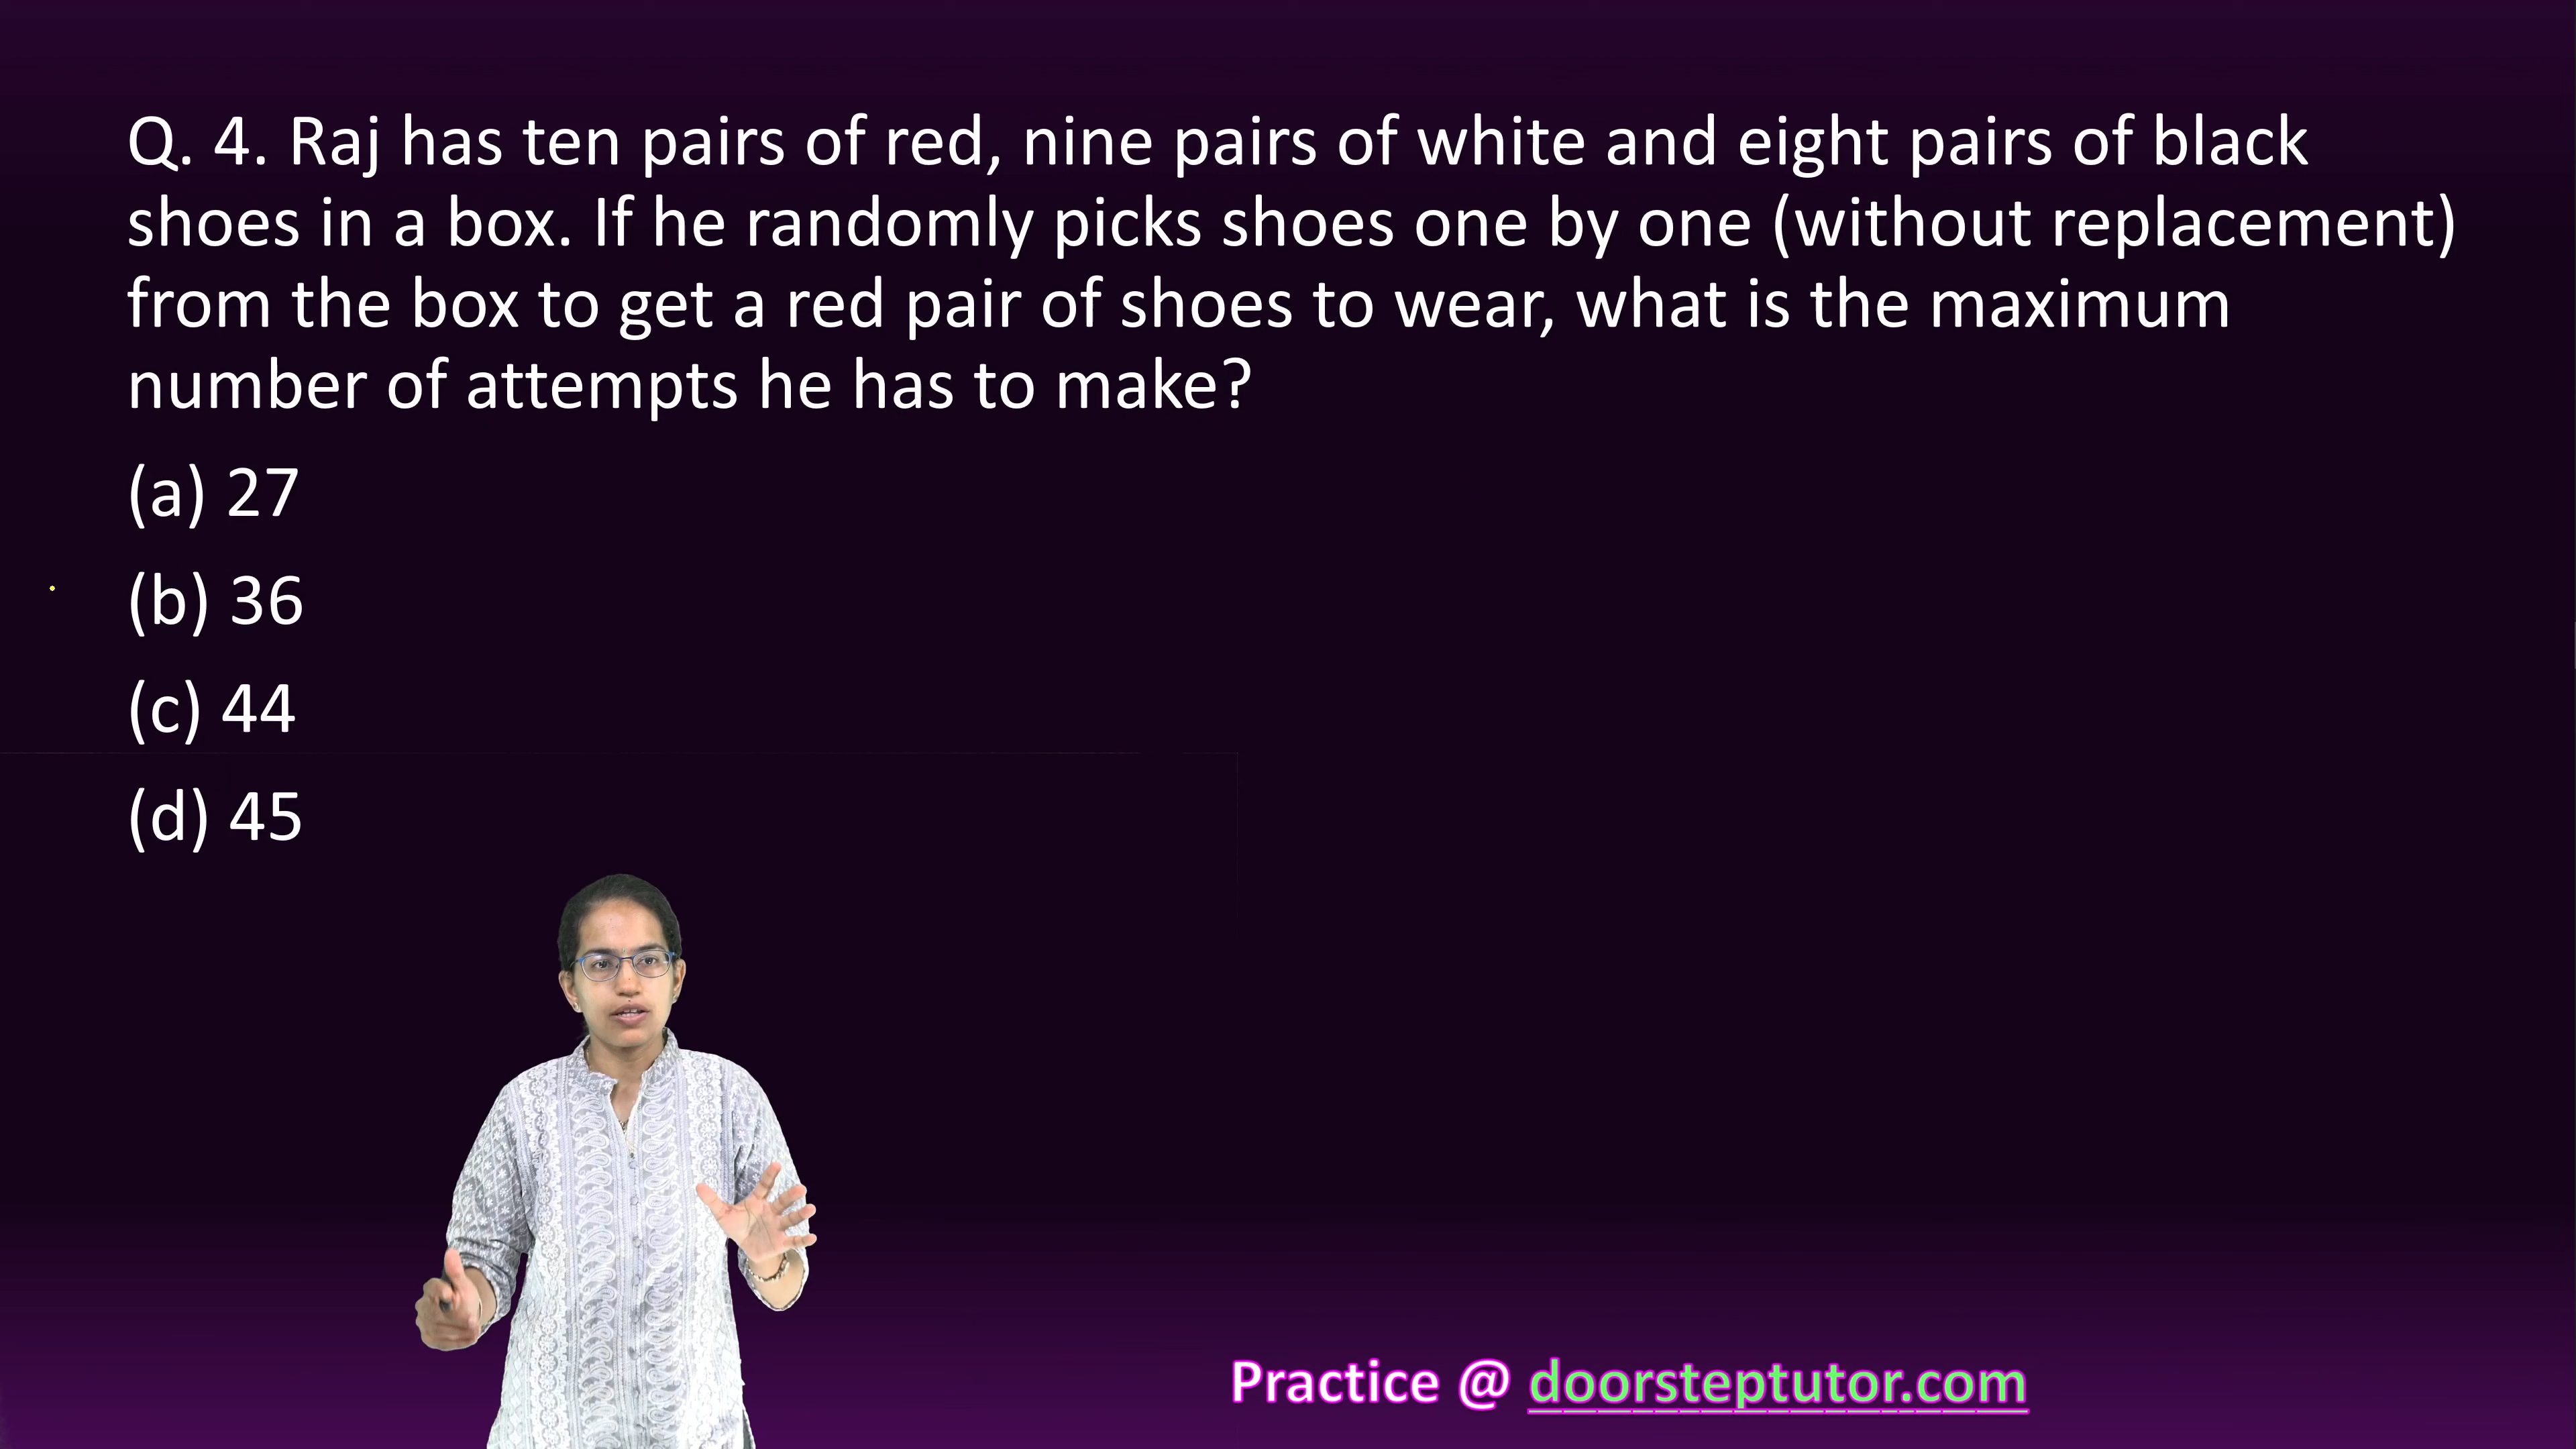 Q. 4. Raj has ten pairs of red, nine pairs of white and eight pairs of black
shoes in a box. If he randomly picks shoes one by one (without replacement)
from the box to get a red pair of shoes to wear, what is the maximum
number of attempts he has to make?
(a) 27
(b) 36
(c) 44
(d) 45
Practice @ doorsteptutor.com